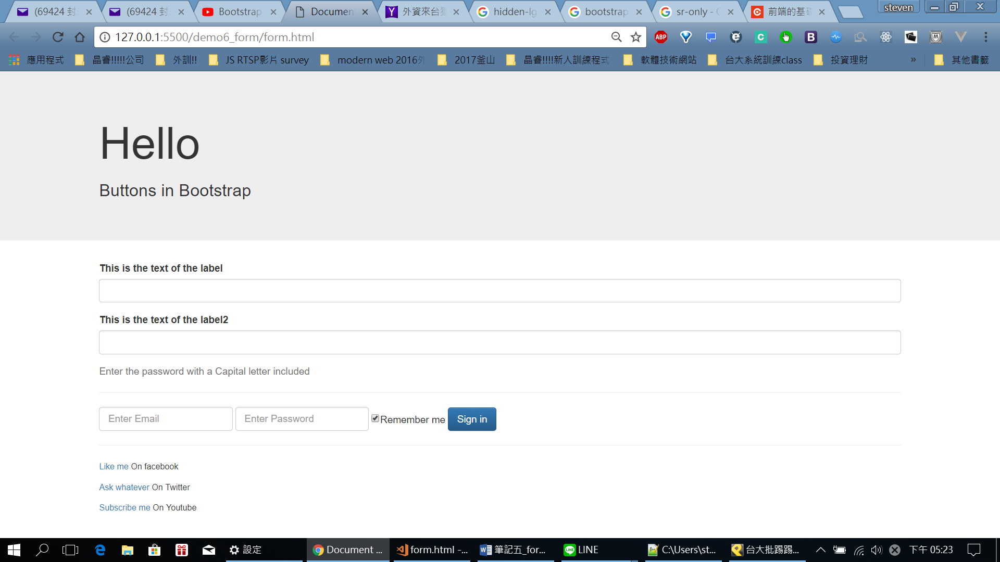 (69424 封
(69424 封
Bootstrap
Documen
外資來台獵
hidden-lg
bootstrap
sr-only -
前端的基礎
steven
127.0.0.1:5500/demo6_form/form.html
ABP
應用程式
晶睿!!!!!公司
外訓!!
JS RTSP影片 survey
modern web 2016外
2017釜山
晶睿!!!!新人訓練程式
軟體技術網站
台大系統訓練class
投資理財
»
其他書籤
Hello
Buttons in Bootstrap
This is the text of the label
This is the text of the label2
Enter the password with a Capital letter included
Enter Email
Enter Password
Remember me
Sign in
Like me On facebook
Ask whatever On Twitter
Subscribe me On Youtube
設定
Document ...
form.html -...
筆記五_for...
LINE
C:\Users\st...
台大批踢踢...
下午 05:23